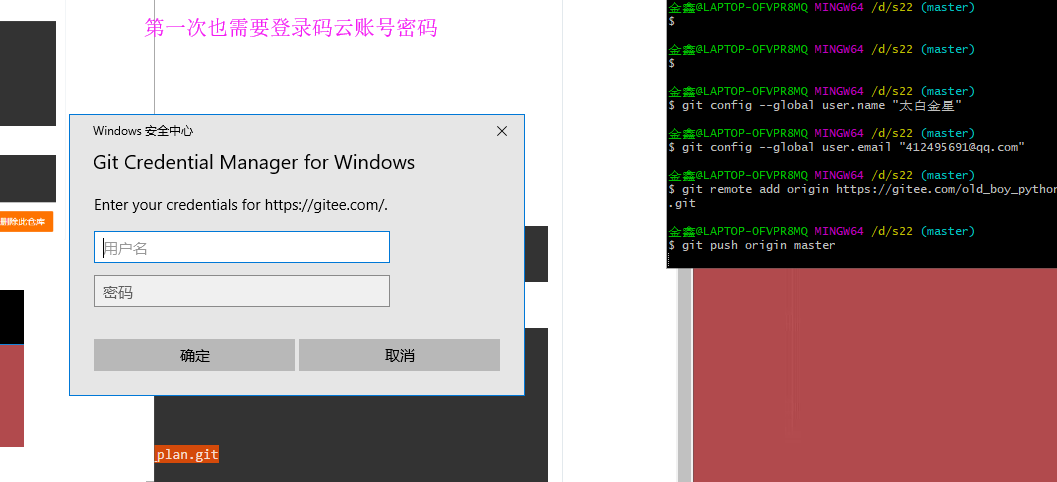 第一次也需要登录码云账号密码
删除此仓库
Windows 安全中心
Git Credential Manager for Windows
Enter your credentials for https://gitee.com/.
用户名
密码
确定
取消
plan.git
金鑫@LAPTOP-OFVPR8MQ MINGW64 /d/s22 (master)
$
金鑫@LAPTOP-OFVPR8MQ MINGW64 /d/s22 (master)
$
金鑫@LAPTOP-OFVPR8MQ MINGW64 /d/s22 (master)
$ git config --global user.name "太白金星"
金鑫@LAPTOP-OFVPR8MQ MINGW64 /d/s22 (master)
$ git config --global user.email "412495691@qq.com"
金鑫@LAPTOP-OFVPR8MQ MINGW64 /d/s22 (master)
$ git remote add origin https://gitee.com/old_boy_python
.git
金鑫@LAPTOP-OFVPR8MQ MINGW64 /d/s22 (master)
$ git push origin master